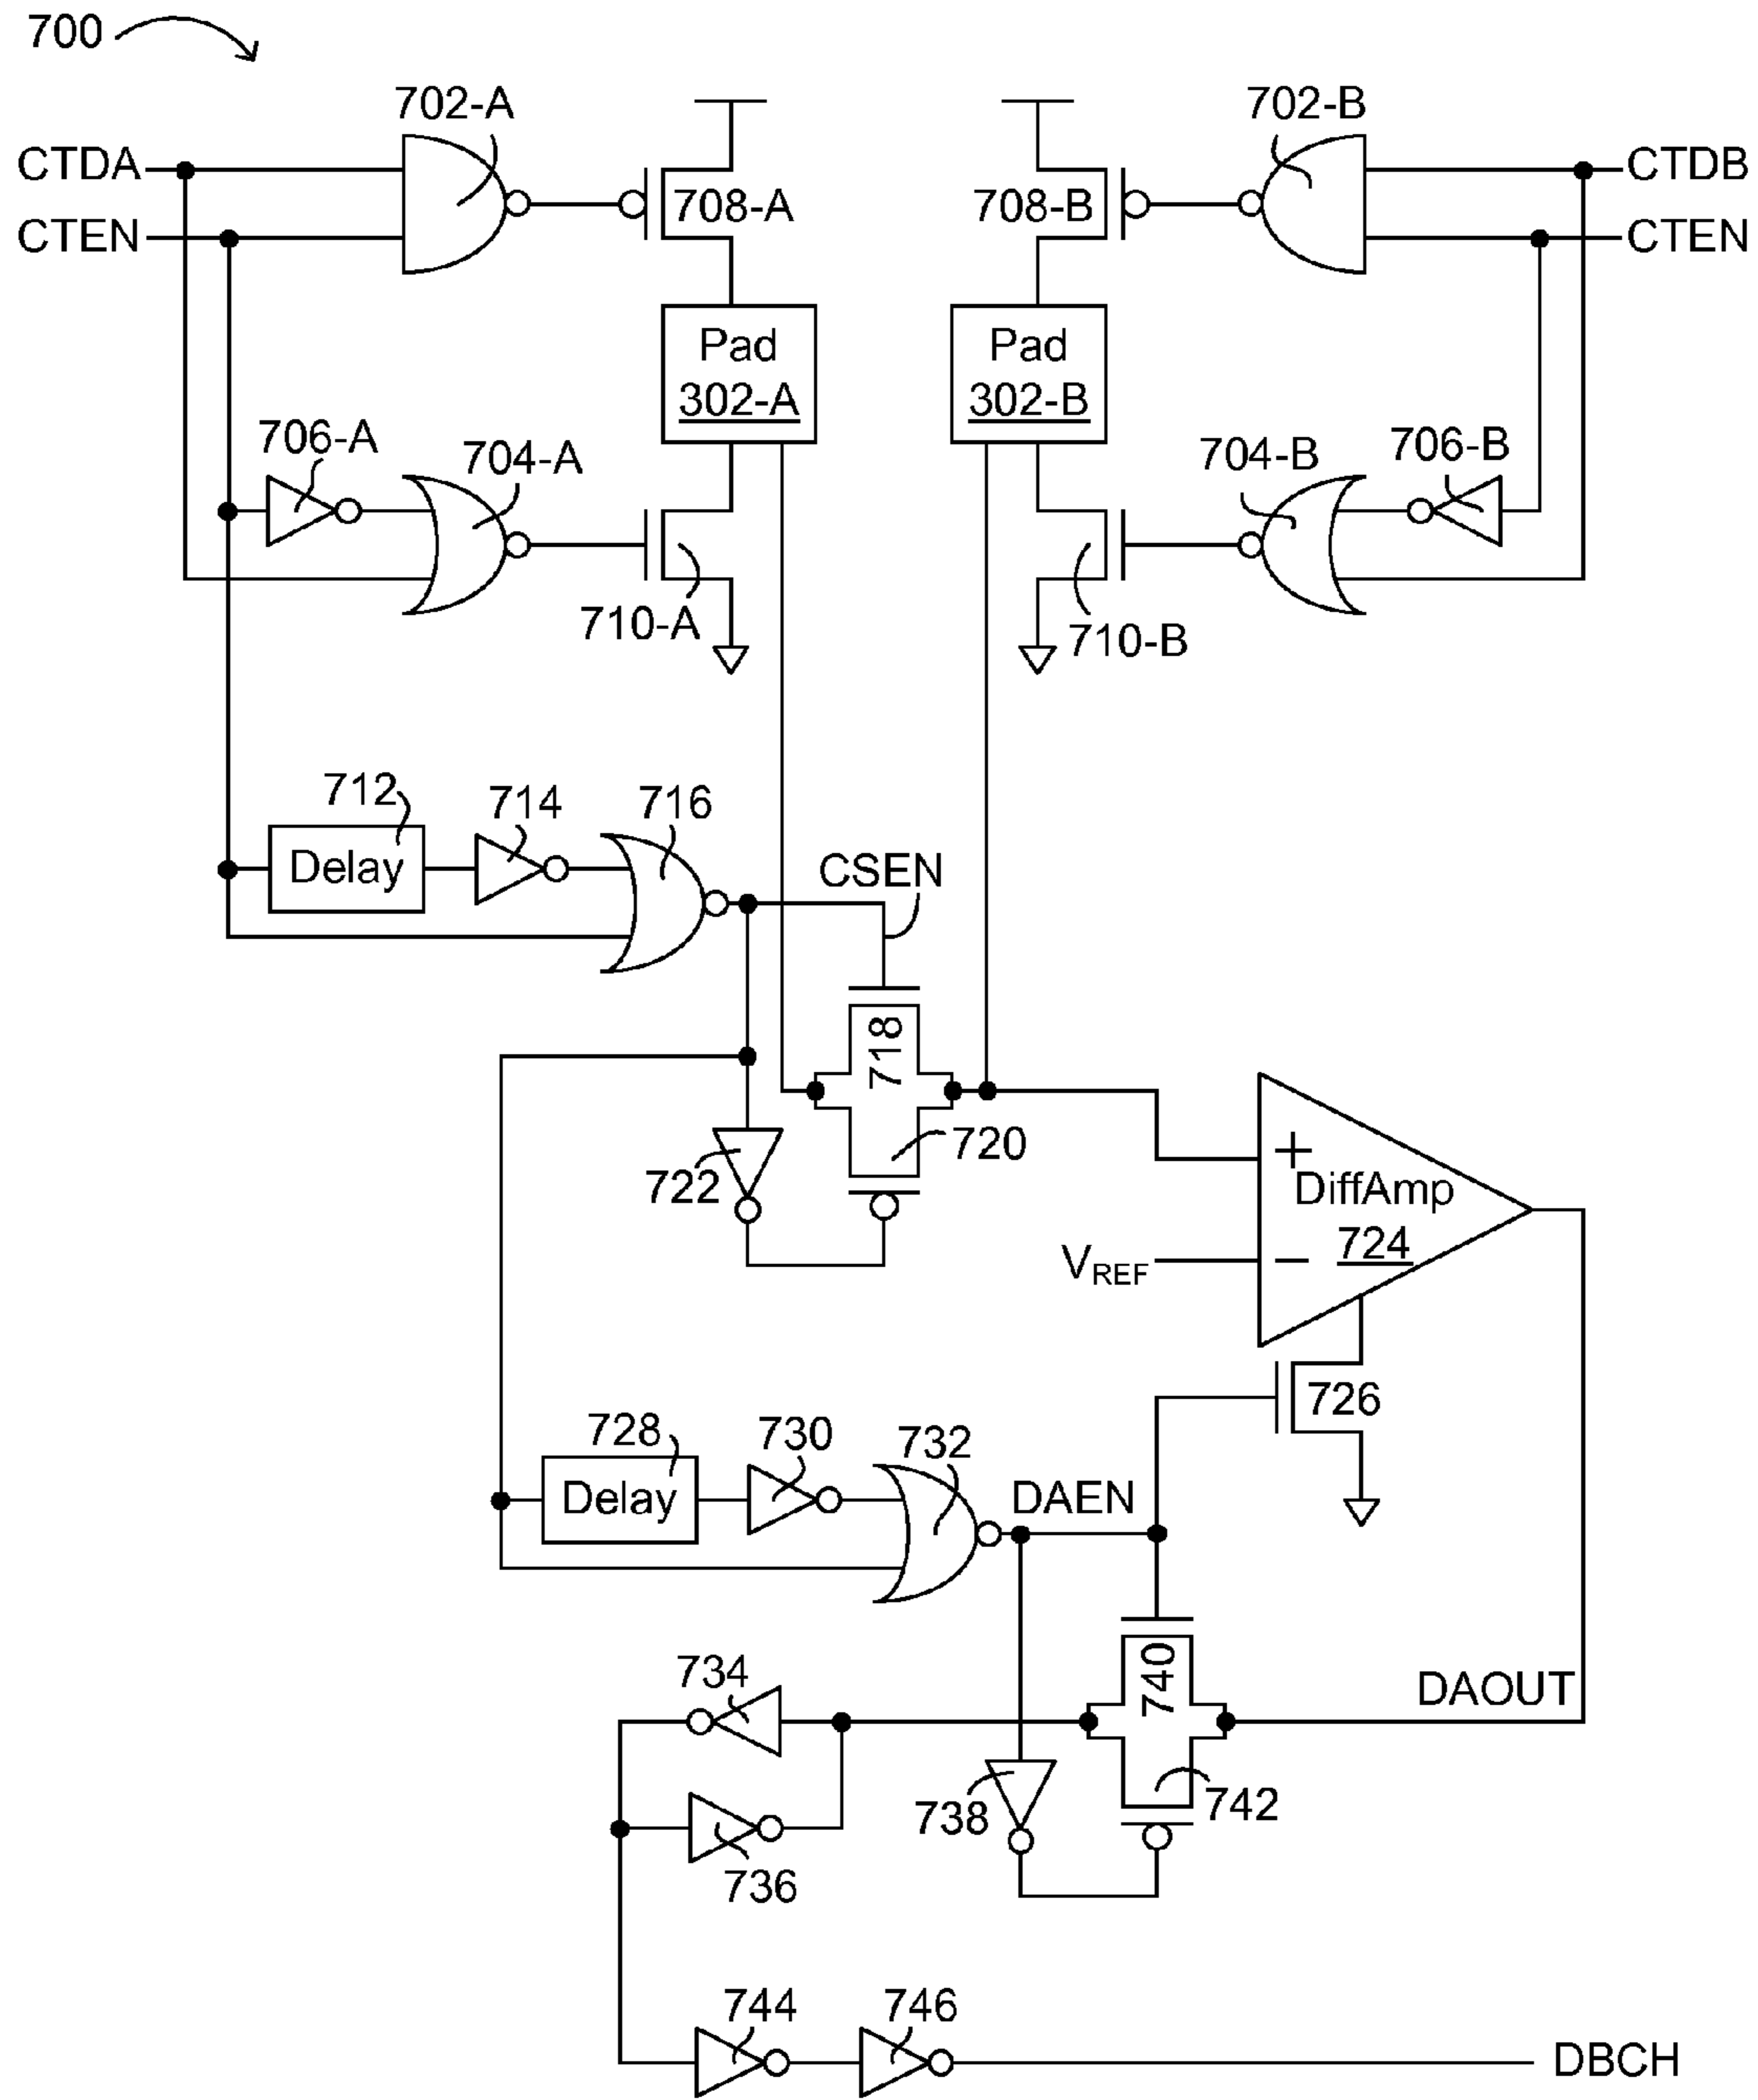 700
702-A
702-B
CTDA
CTDB
708-A
708-B
CTEN
CTEN
Pad
302-A
Pad
302-B
706-A
704-A
704-B
706-B
710-A
710-B
712
714
716
Delay
CSEN
718
720
722
+
DiffAmp
724
VREF
−
726
728
730
732
Delay
DAEN
734
740
DAOUT
736
738
742
744
746
DBCH